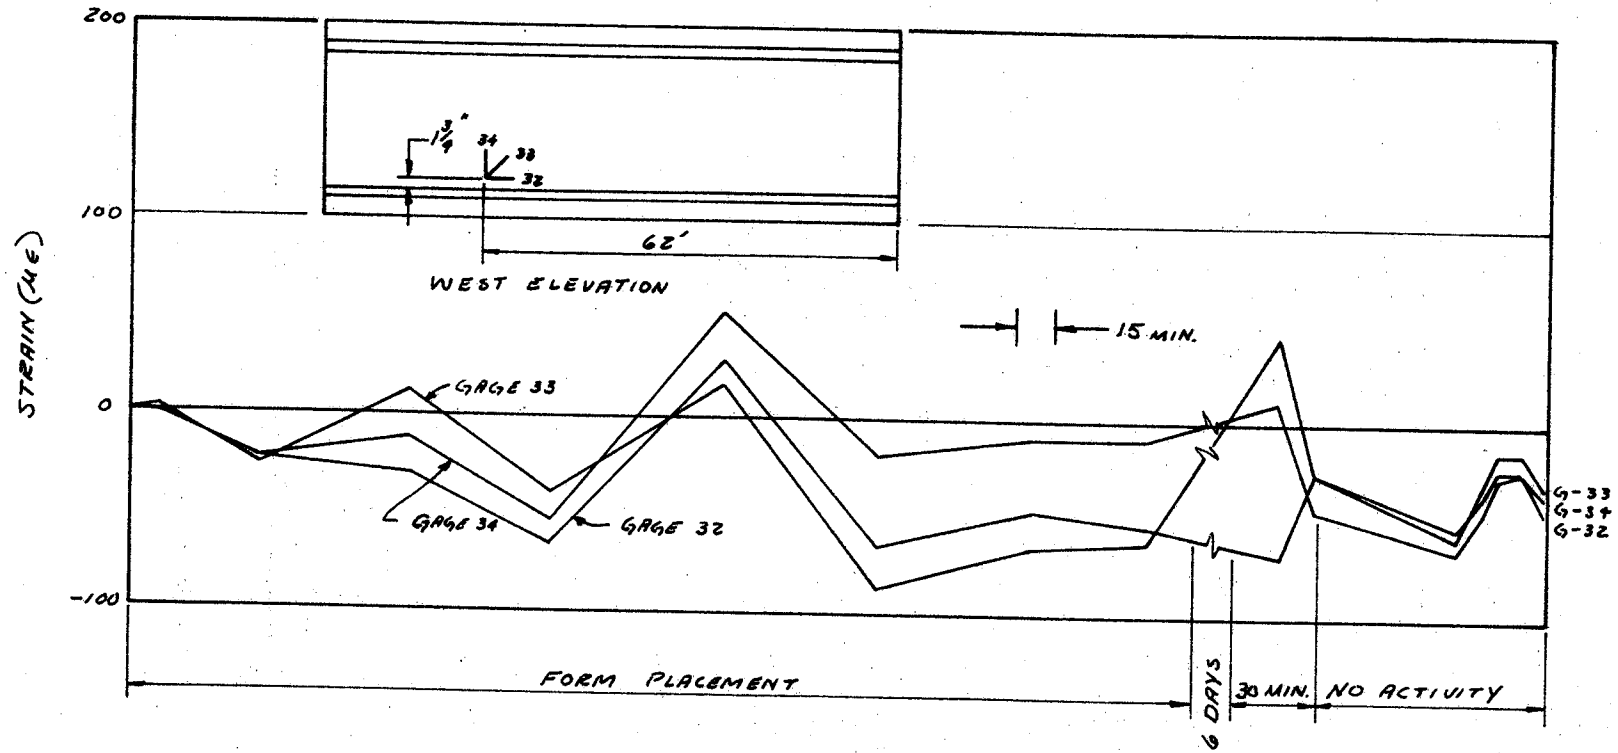 200
1 3/4"
34
33
32
100
62'
WEST ELEVATION
STRAIN (με)
15 MIN.
GAGE 33
0
GAGE 34
GAGE 32
G-33
G-34
G-32
-100
FORM PLACEMENT
6 DAYS
30 MIN.
NO ACTIVITY